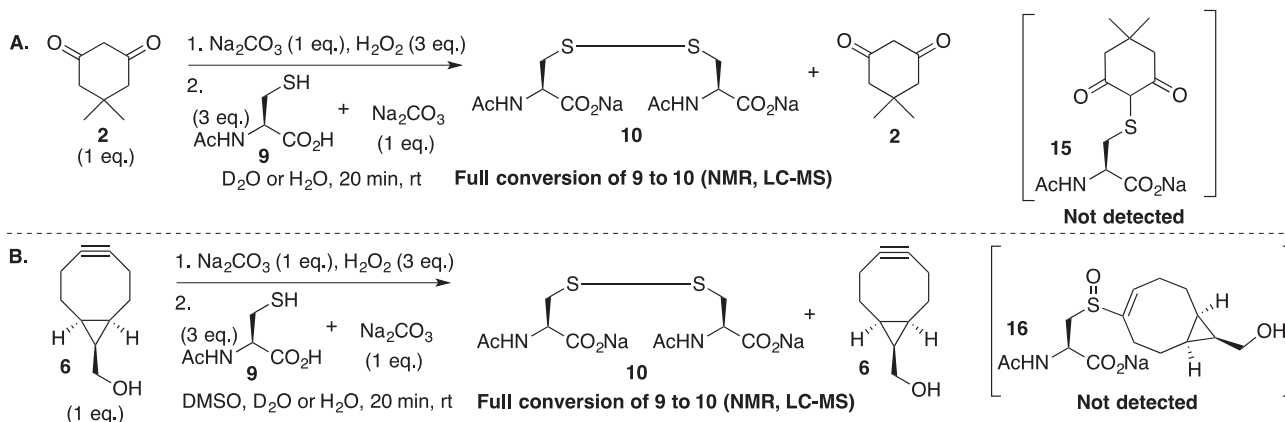 A.
O
O
2
(1 eq.)
1. Na2CO3 (1 eq.), H2O2 (3 eq.)
2.
(3 eq.)
SH
AcHN
CO2H
9
+
Na2CO3
(1 eq.)
D2O or H2O, 20 min, rt
S
S
AcHN
CO2Na
AcHN
CO2Na
10
Full conversion of 9 to 10 (NMR, LC-MS)
+
O
O
2
O
O
S
15
AcHN
CO2Na
Not detected
B.
H
H
6
OH
(1 eq.)
1. Na2CO3 (1 eq.), H2O2 (3 eq.)
2.
(3 eq.)
SH
AcHN
CO2H
9
+
Na2CO3
(1 eq.)
DMSO, D2O or H2O, 20 min, rt
S
S
AcHN
CO2Na
AcHN
CO2Na
10
Full conversion of 9 to 10 (NMR, LC-MS)
+
H
H
6
OH
O
S
16
H
H
OH
AcHN
CO2Na
Not detected